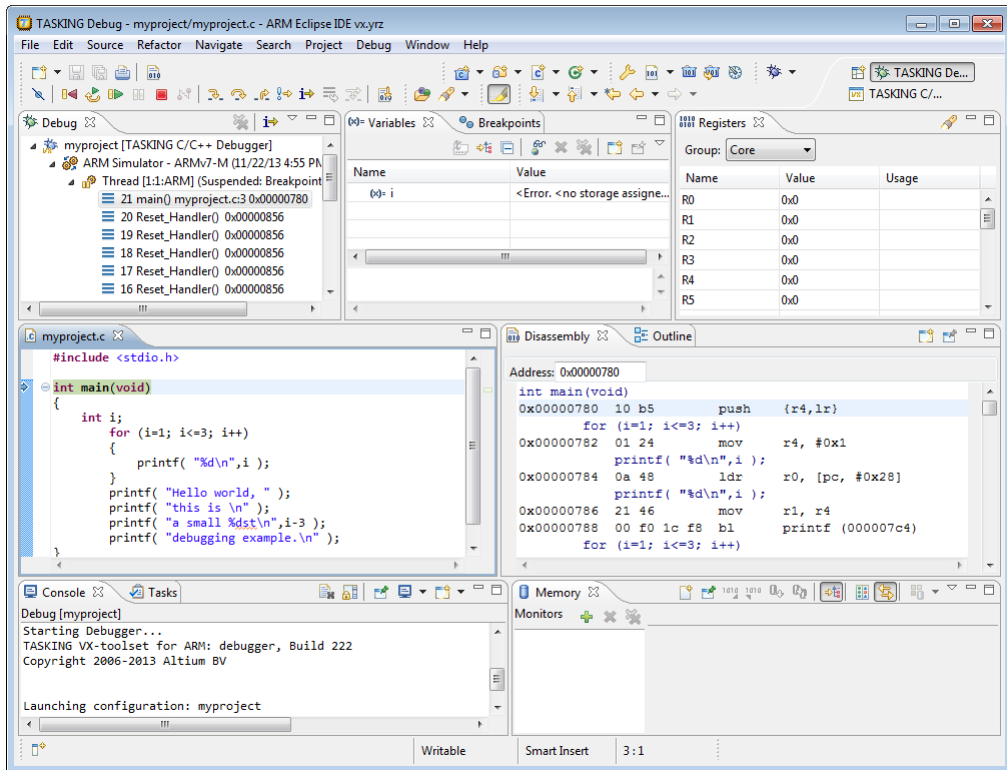 TASKING Debug - myproject/myproject.c - ARM Eclipse IDE vx.yrz
File Edit Source Refactor Navigate Search Project Debug Window Help
TASKING De...
TASKING C/...
Debug
myproject [TASKING C/C++ Debugger]
ARM Simulator - ARMv7-M (11/22/13 4:55 PM
Thread [1:1:ARM] (Suspended: Breakpoint
21 main() myproject.c:3 0x00000780
20 Reset_Handler() 0x00000856
19 Reset_Handler() 0x00000856
18 Reset_Handler() 0x00000856
17 Reset_Handler() 0x00000856
16 Reset_Handler() 0x00000856
(x)= Variables Breakpoints
Name Value
(x)= i <Error. <no storage assigne...
Registers
Group: Core
Name Value Usage
R0 0x0
R1 0x0
R2 0x0
R3 0x0
R4 0x0
R5 0x0
myproject.c
#include <stdio.h>
int main(void)
{
int i;
for (i=1; i<=3; i++)
{
printf( "%d\n",i );
}
printf( "Hello world, " );
printf( "this is \n" );
printf( "a small %dst\n",i-3 );
printf( "debugging example.\n" );
}
Disassembly Outline
Address: 0x00000780
int main(void)
0x00000780 10 b5 push {r4,lr}
for (i=1; i<=3; i++)
0x00000782 01 24 mov r4, #0x1
printf( "%d\n",i );
0x00000784 0a 48 ldr r0, [pc, #0x28]
printf( "%d\n",i );
0x00000786 21 46 mov r1, r4
0x00000788 00 f0 1c f8 bl printf (000007c4)
for (i=1; i<=3; i++)
Console Tasks
Debug [myproject]
Starting Debugger...
TASKING VX-toolset for ARM: debugger, Build 222
Copyright 2006-2013 Altium BV
Launching configuration: myproject
Memory
Monitors
Writable Smart Insert 3:1